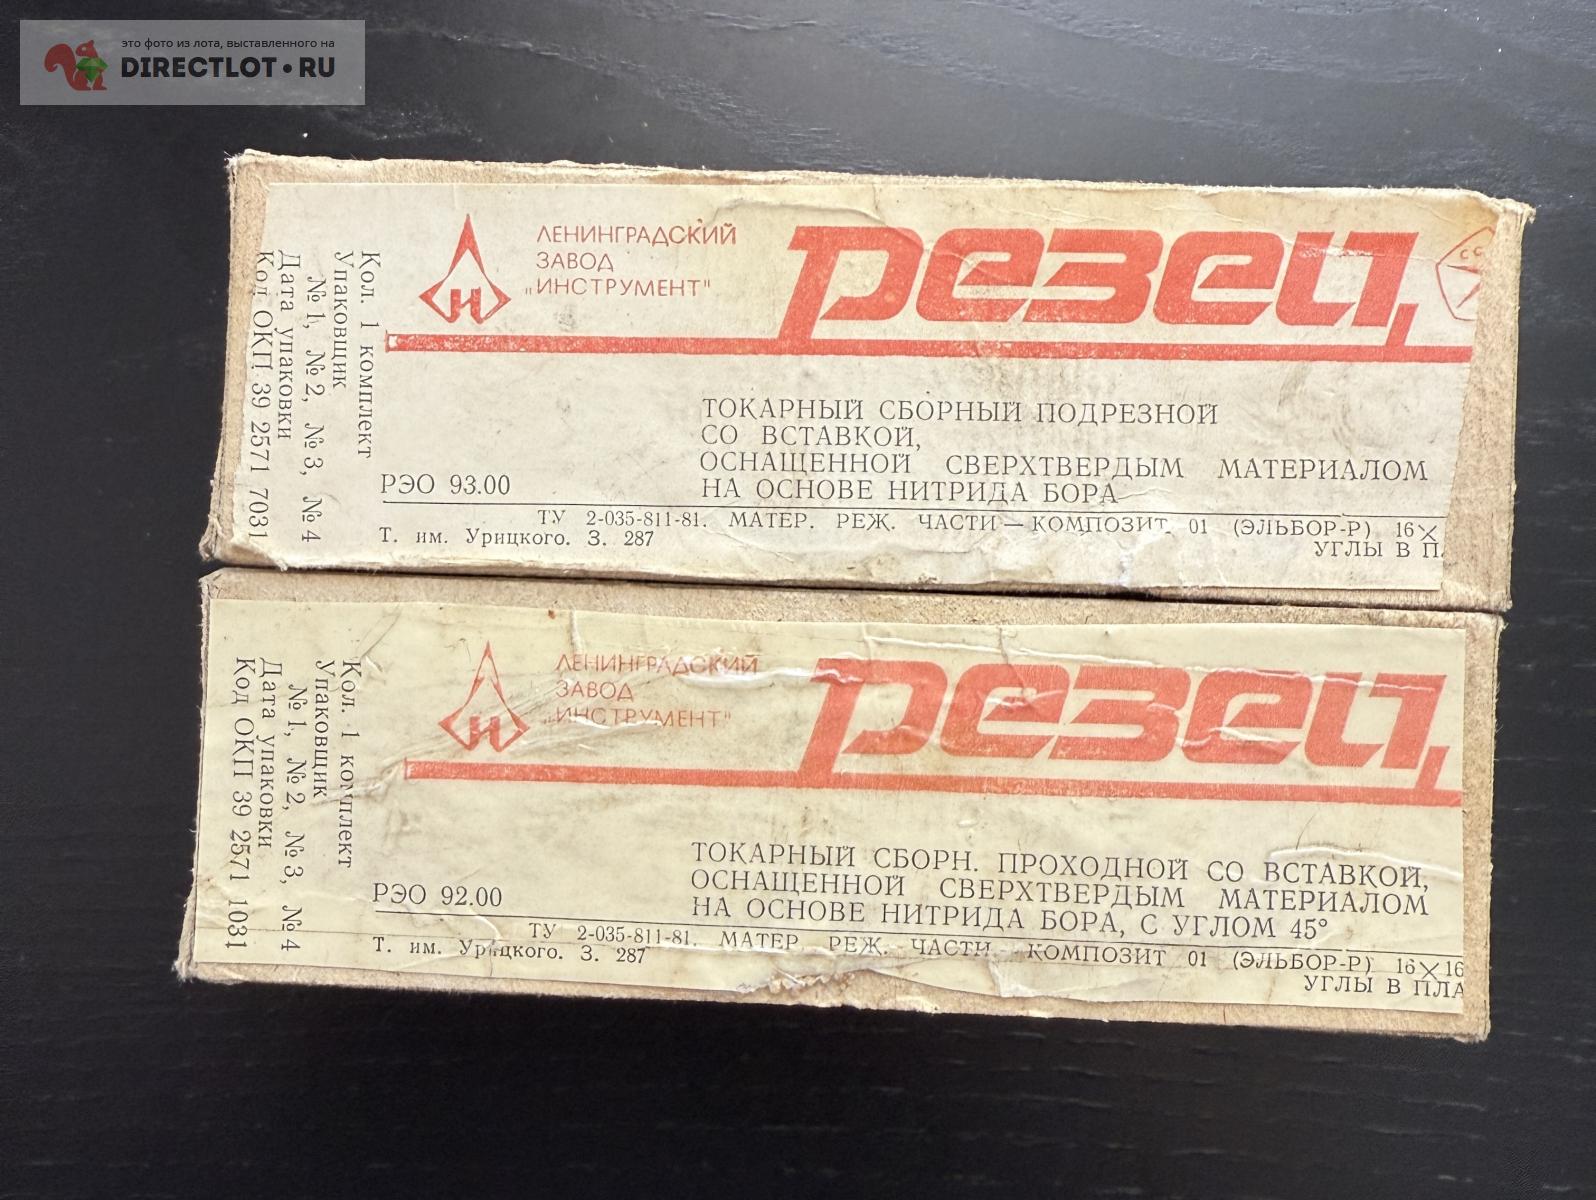 это фото из лота, выставленного на
DIRECTLOT.RU
Кол. 1 комплект
Упаковщик
№ 1, № 2, № 3, № 4
Дата упаковки
Код ОКП 39 2571 7031
И
ЛЕНИНГРАДСКИЙ
ЗАВОД
„ИНСТРУМЕНТ"
Резец
РЭО 93.00
ТОКАРНЫЙ СБОРНЫЙ ПОДРЕЗНОЙ
СО ВСТАВКОЙ,
ОСНАЩЕННОЙ СВЕРХТВЕРДЫМ МАТЕРИАЛОМ
НА ОСНОВЕ НИТРИДА БОРА
ТУ 2-035-811-81. МАТЕР. РЕЖ. ЧАСТИ — КОМПОЗИТ 01 (ЭЛЬБОР-Р) 16×
Т. им. Урицкого. З. 287
УГЛЫ В П
Кол. 1 комплект
Упаковщик
№ 1, № 2, № 3, № 4
Дата упаковки
Код ОКП 39 2571 1031
И
ЛЕНИНГРАДСКИЙ
ЗАВОД
„ИНСТРУМЕНТ"
Резец
РЭО 92.00
ТОКАРНЫЙ СБОРН. ПРОХОДНОЙ СО ВСТАВКОЙ,
ОСНАЩЕННОЙ СВЕРХТВЕРДЫМ МАТЕРИАЛОМ
НА ОСНОВЕ НИТРИДА БОРА, С УГЛОМ 45°
ТУ 2-035-811-81. МАТЕР. РЕЖ. ЧАСТИ — КОМПОЗИТ 01 (ЭЛЬБОР-Р) 16×16
Т. им. Урицкого. З. 287
УГЛЫ В ПЛА